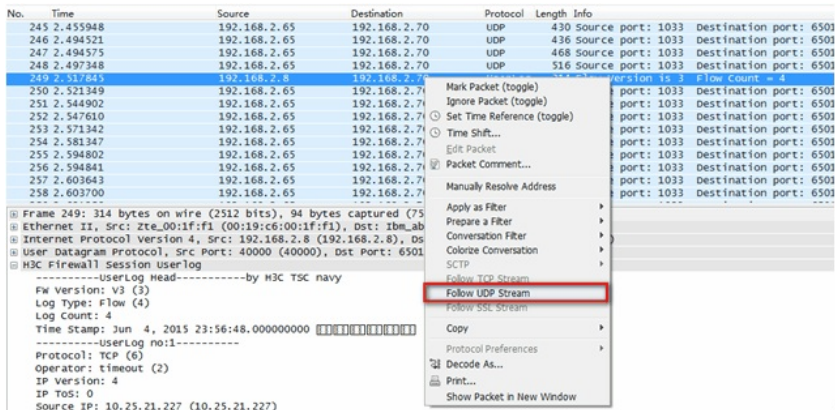 No. Time Source Destination Protocol Length Info
245 2.455948 192.168.2.65 192.168.2.70 UDP 430 Source port: 1033 Destination port: 6501
246 2.494521 192.168.2.65 192.168.2.70 UDP 436 Source port: 1033 Destination port: 6501
247 2.494575 192.168.2.65 192.168.2.70 UDP 468 Source port: 1033 Destination port: 6501
248 2.497348 192.168.2.65 192.168.2.70 UDP 516 Source port: 1033 Destination port: 6501
249 2.517845 192.168.2.8 192.168.2.70 314 Version is 3 Flow Count = 4
250 2.521349 192.168.2.65 192.168.2 port: 1033 Destination port: 6501
251 2.544902 192.168.2.65 192.168.2 port: 1033 Destination port: 6501
252 2.547610 192.168.2.65 192.168.2 port: 1033 Destination port: 6501
253 2.571342 192.168.2.65 192.168.2 port: 1033 Destination port: 6501
254 2.581347 192.168.2.65 192.168.2 port: 1033 Destination port: 6501
255 2.594802 192.168.2.65 192.168.2 port: 1033 Destination port: 6501
256 2.594841 192.168.2.65 192.168.2 port: 1033 Destination port: 6501
257 2.603643 192.168.2.65 192.168.2 port: 1033 Destination port: 6501
258 2.603700 192.168.2.65 192.168.2 port: 1033 Destination port: 6501
Mark Packet (toggle)
Ignore Packet (toggle)
Set Time Reference (toggle)
Time Shift...
Edit Packet
Packet Comment...
Manually Resolve Address
Apply as Filter
Prepare a Filter
Conversation Filter
Colorize Conversation
SCTP
Follow TCP Stream
Follow UDP Stream
Follow SSL Stream
Copy
Protocol Preferences
Decode As...
Print...
Show Packet in New Window
Frame 249: 314 bytes on wire (2512 bits), 94 bytes captured (75
Ethernet II, Src: Zte_00:1f:f1 (00:19:c6:00:1f:f1), Dst: Ibm_ab
Internet Protocol Version 4, Src: 192.168.2.8 (192.168.2.8), Ds
User Datagram Protocol, Src Port: 40000 (40000), Dst Port: 6501
H3C Firewall Session Userlog
----------UserLog Head----------by H3C TSC navy
FW Version: V3 (3)
Log Type: Flow (4)
Log Count: 4
Time Stamp: Jun 4, 2015 23:56:48.000000000
----------UserLog no:1----------
Protocol: TCP (6)
Operator: timeout (2)
IP Version: 4
IP ToS: 0
Source IP: 10.25.21.227 (10.25.21.227)